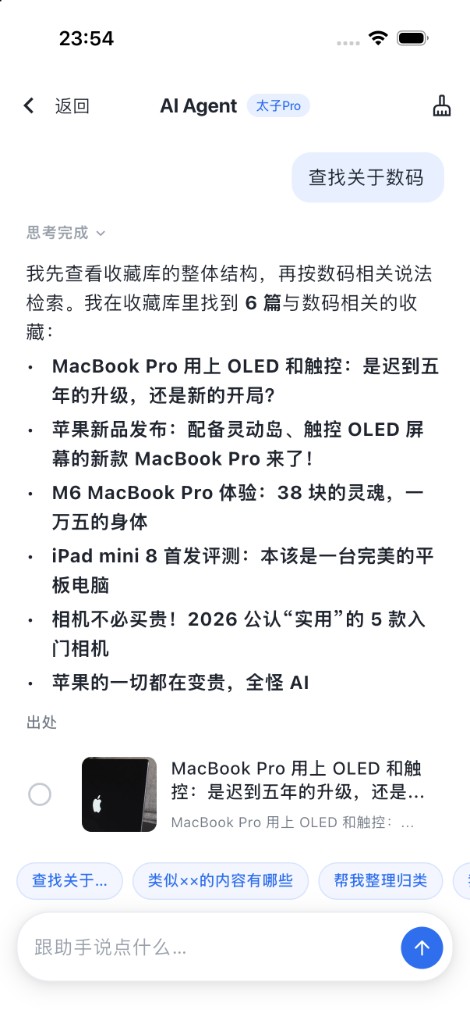 23:54
返回
AI Agent
太子Pro
查找关于数码
思考完成
我先查看收藏库的整体结构，再按数码相关说法
检索。我在收藏库里找到 6 篇与数码相关的收
藏：
• MacBook Pro 用上 OLED 和触控：是迟到五
年的升级，还是新的开局？
• 苹果新品发布：配备灵动岛、触控 OLED 屏
幕的新款 MacBook Pro 来了！
• M6 MacBook Pro 体验：38 块的灵魂，一
万五的身体
• iPad mini 8 首发评测：本该是一台完美的平
板电脑
• 相机不必买贵！2026 公认“实用”的 5 款入
门相机
• 苹果的一切都在变贵，全怪 AI
出处
MacBook Pro 用上 OLED 和触
控：是迟到五年的升级，还是...
MacBook Pro 用上 OLED 和触控：...
查找关于...
类似××的内容有哪些
帮我整理归类
跟助手说点什么...